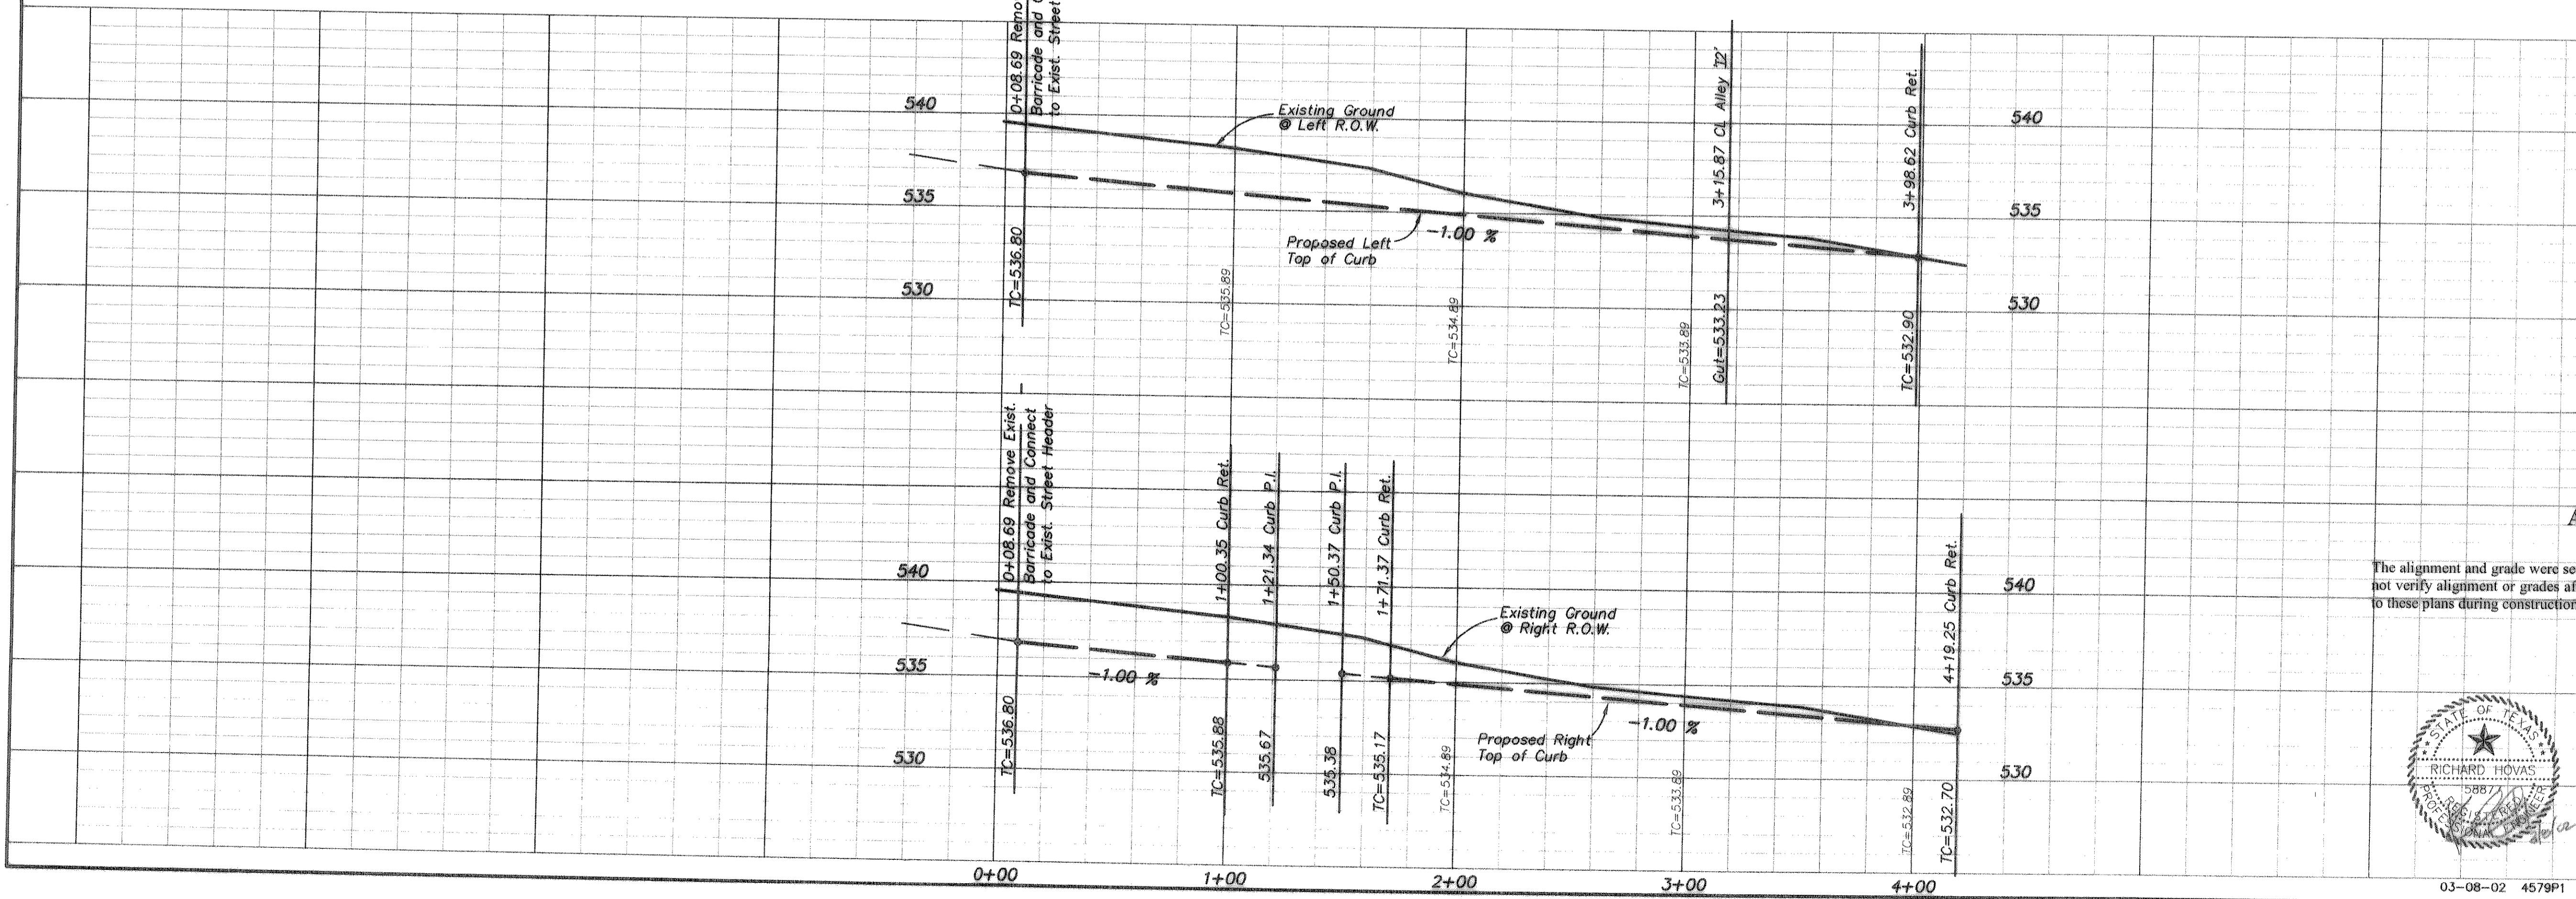 0+08.69 Remo
Barricade and
to Exist. Street
540
535
530
TC=536.80
Existing Ground
@ Left R.O.W.
Proposed Left
Top of Curb
-1.00 %
TC=535.89
TC=534.89
TC=533.89
3+15.87 CL Alley 'I2'
Gut=533.23
3+98.62 Curb Ret.
TC=532.90
540
535
530
0+08.69 Remove Exist.
Barricade and Connect
to Exist. Street Header
540
535
530
TC=536.80
-1.00 %
1+00.35 Curb Ret.
TC=535.88
1+21.34 Curb P.I.
535.67
1+50.37 Curb P.I.
535.38
1+71.37 Curb Ret.
TC=535.17
TC=534.89
Existing Ground
@ Right R.O.W.
Proposed Right
Top of Curb
-1.00 %
TC=533.89
TC=532.89
4+19.25 Curb Ret.
TC=532.70
540
535
530
0+00
1+00
2+00
3+00
4+00
The alignment and grade were se
not verify alignment or grades af
to these plans during construction
STATE OF TEXAS
RICHARD HOVAS
58877
REGISTERED
PROFESSIONAL ENGINEER
03-08-02 4579P1